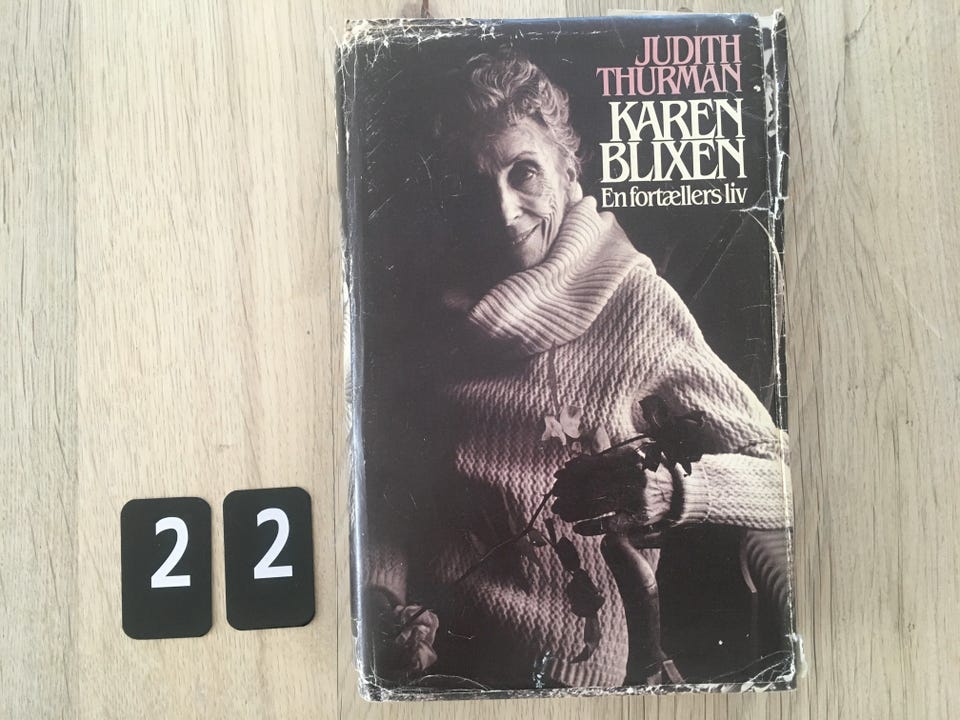 JUDITH
THURMAN
KAREN
BLIXEN
En fortællers liv
2 2